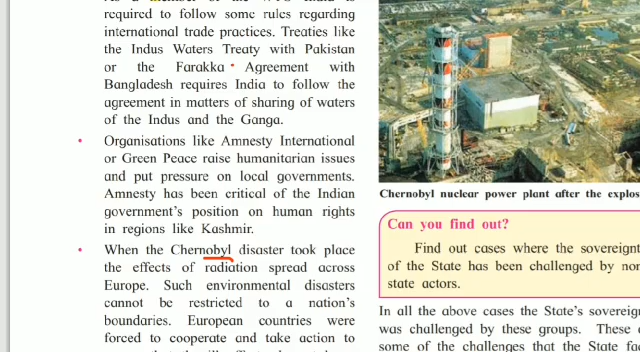 required to follow some rules regarding
international trade practices. Treaties like
the Indus Waters Treaty with Pakistan
or the Farakka Agreement with
Bangladesh requires India to follow the
agreement in matters of sharing of waters
of the Indus and the Ganga.
• Organisations like Amnesty International
or Green Peace raise humanitarian issues
and put pressure on local governments.
Amnesty has been critical of the Indian
government's position on human rights
in regions like Kashmir.
• When the Chernobyl disaster took place
the effects of radiation spread across
Europe. Such environmental disasters
cannot be restricted to a nation's
boundaries. European countries were
forced to cooperate and take action to
Chernobyl nuclear power plant after the explos
Can you find out?
Find out cases where the sovereignt
of the State has been challenged by non
state actors.
In all the above cases the State's sovereig
was challenged by these groups. These
some of the challenges that the State fa